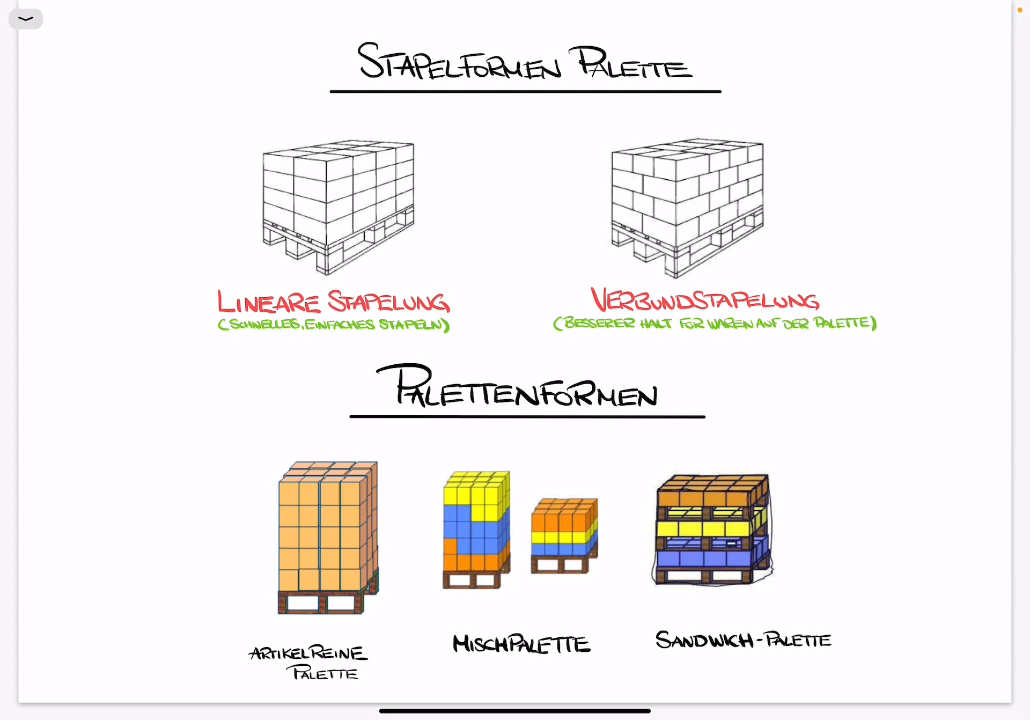 STAPELFORMEN PALETTE
LINEARE STAPELUNG
(SCHNELLES, EINFACHES STAPELN)
VERBUNDSTAPELUNG
(BESSERER HALT FÜR WAREN AUF DER PALETTE)
PALETTENFORMEN
ARTIKELREINE
PALETTE
MISCHPALETTE
SANDWICH-PALETTE